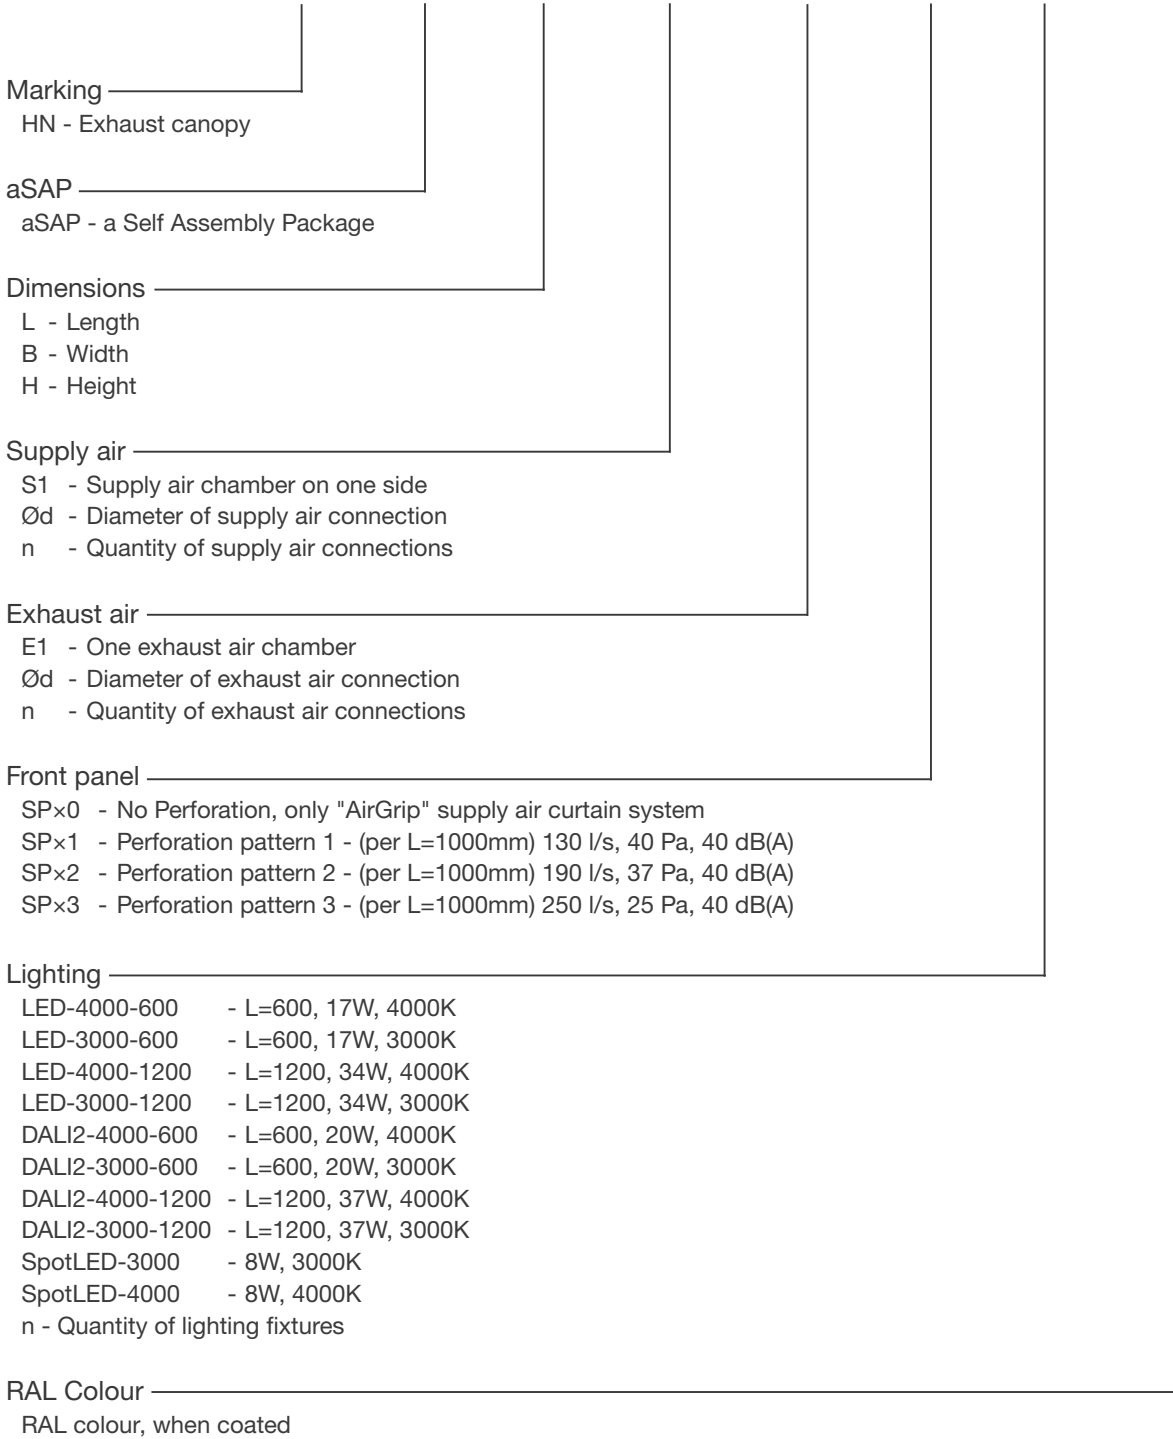 Marking
HN - Exhaust canopy
aSAP
aSAP - a Self Assembly Package
Dimensions
L - Length
B - Width
H - Height
Supply air
S1 - Supply air chamber on one side
Ød - Diameter of supply air connection
n - Quantity of supply air connections
Exhaust air
E1 - One exhaust air chamber
Ød - Diameter of exhaust air connection
n - Quantity of exhaust air connections
Front panel
SP×0 - No Perforation, only "AirGrip" supply air curtain system
SP×1 - Perforation pattern 1 - (per L=1000mm) 130 l/s, 40 Pa, 40 dB(A)
SP×2 - Perforation pattern 2 - (per L=1000mm) 190 l/s, 37 Pa, 40 dB(A)
SP×3 - Perforation pattern 3 - (per L=1000mm) 250 l/s, 25 Pa, 40 dB(A)
Lighting
LED-4000-600 - L=600, 17W, 4000K
LED-3000-600 - L=600, 17W, 3000K
LED-4000-1200 - L=1200, 34W, 4000K
LED-3000-1200 - L=1200, 34W, 3000K
DALI2-4000-600 - L=600, 20W, 4000K
DALI2-3000-600 - L=600, 20W, 3000K
DALI2-4000-1200 - L=1200, 37W, 4000K
DALI2-3000-1200 - L=1200, 37W, 3000K
SpotLED-3000 - 8W, 3000K
SpotLED-4000 - 8W, 4000K
n - Quantity of lighting fixtures
RAL Colour
RAL colour, when coated